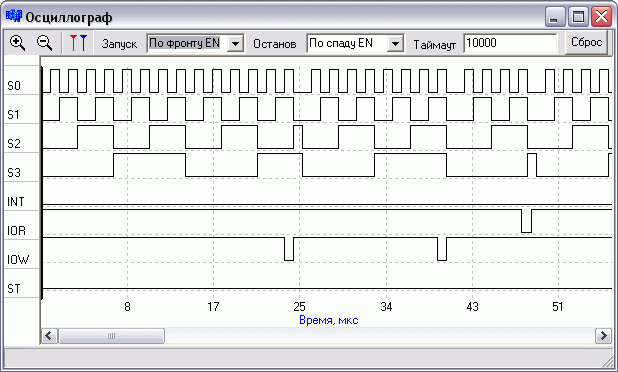 Осциллограф
Запуск По фронту EN Останов По спаду EN Таймаут 10000 Сброс
S0
S1
S2
S3
INT
IOR
IOW
ST
8 17 25 34 43 51
Время, мкс